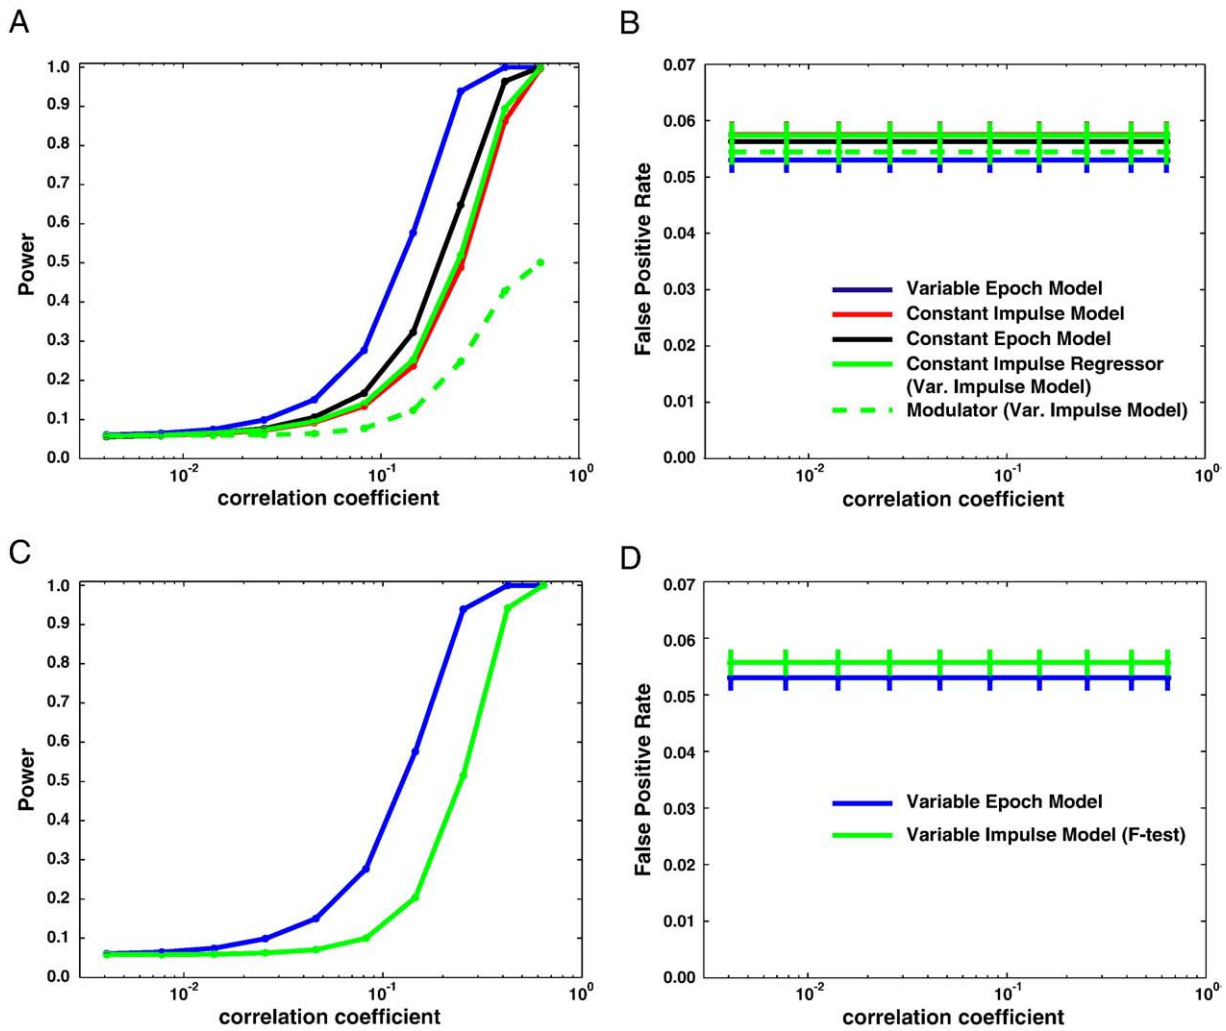 A
1.0
0.9
0.8
0.7
0.6
0.5
0.4
0.3
0.2
0.1
0.0
Power
10-2
10-1
100
correlation coefficient
B
0.07
0.06
0.05
0.04
0.03
0.02
0.01
0.00
False Positive Rate
Variable Epoch Model
Constant Impulse Model
Constant Epoch Model
Constant Impulse Regressor
(Var. Impulse Model)
Modulator (Var. Impulse Model)
10-2
10-1
100
correlation coefficient
C
1.0
0.9
0.8
0.7
0.6
0.5
0.4
0.3
0.2
0.1
0.0
Power
10-2
10-1
100
correlation coefficient
D
0.07
0.06
0.05
0.04
0.03
0.02
0.01
0.00
False Positive Rate
Variable Epoch Model
Variable Impulse Model (F-test)
10-2
10-1
100
correlation coefficient